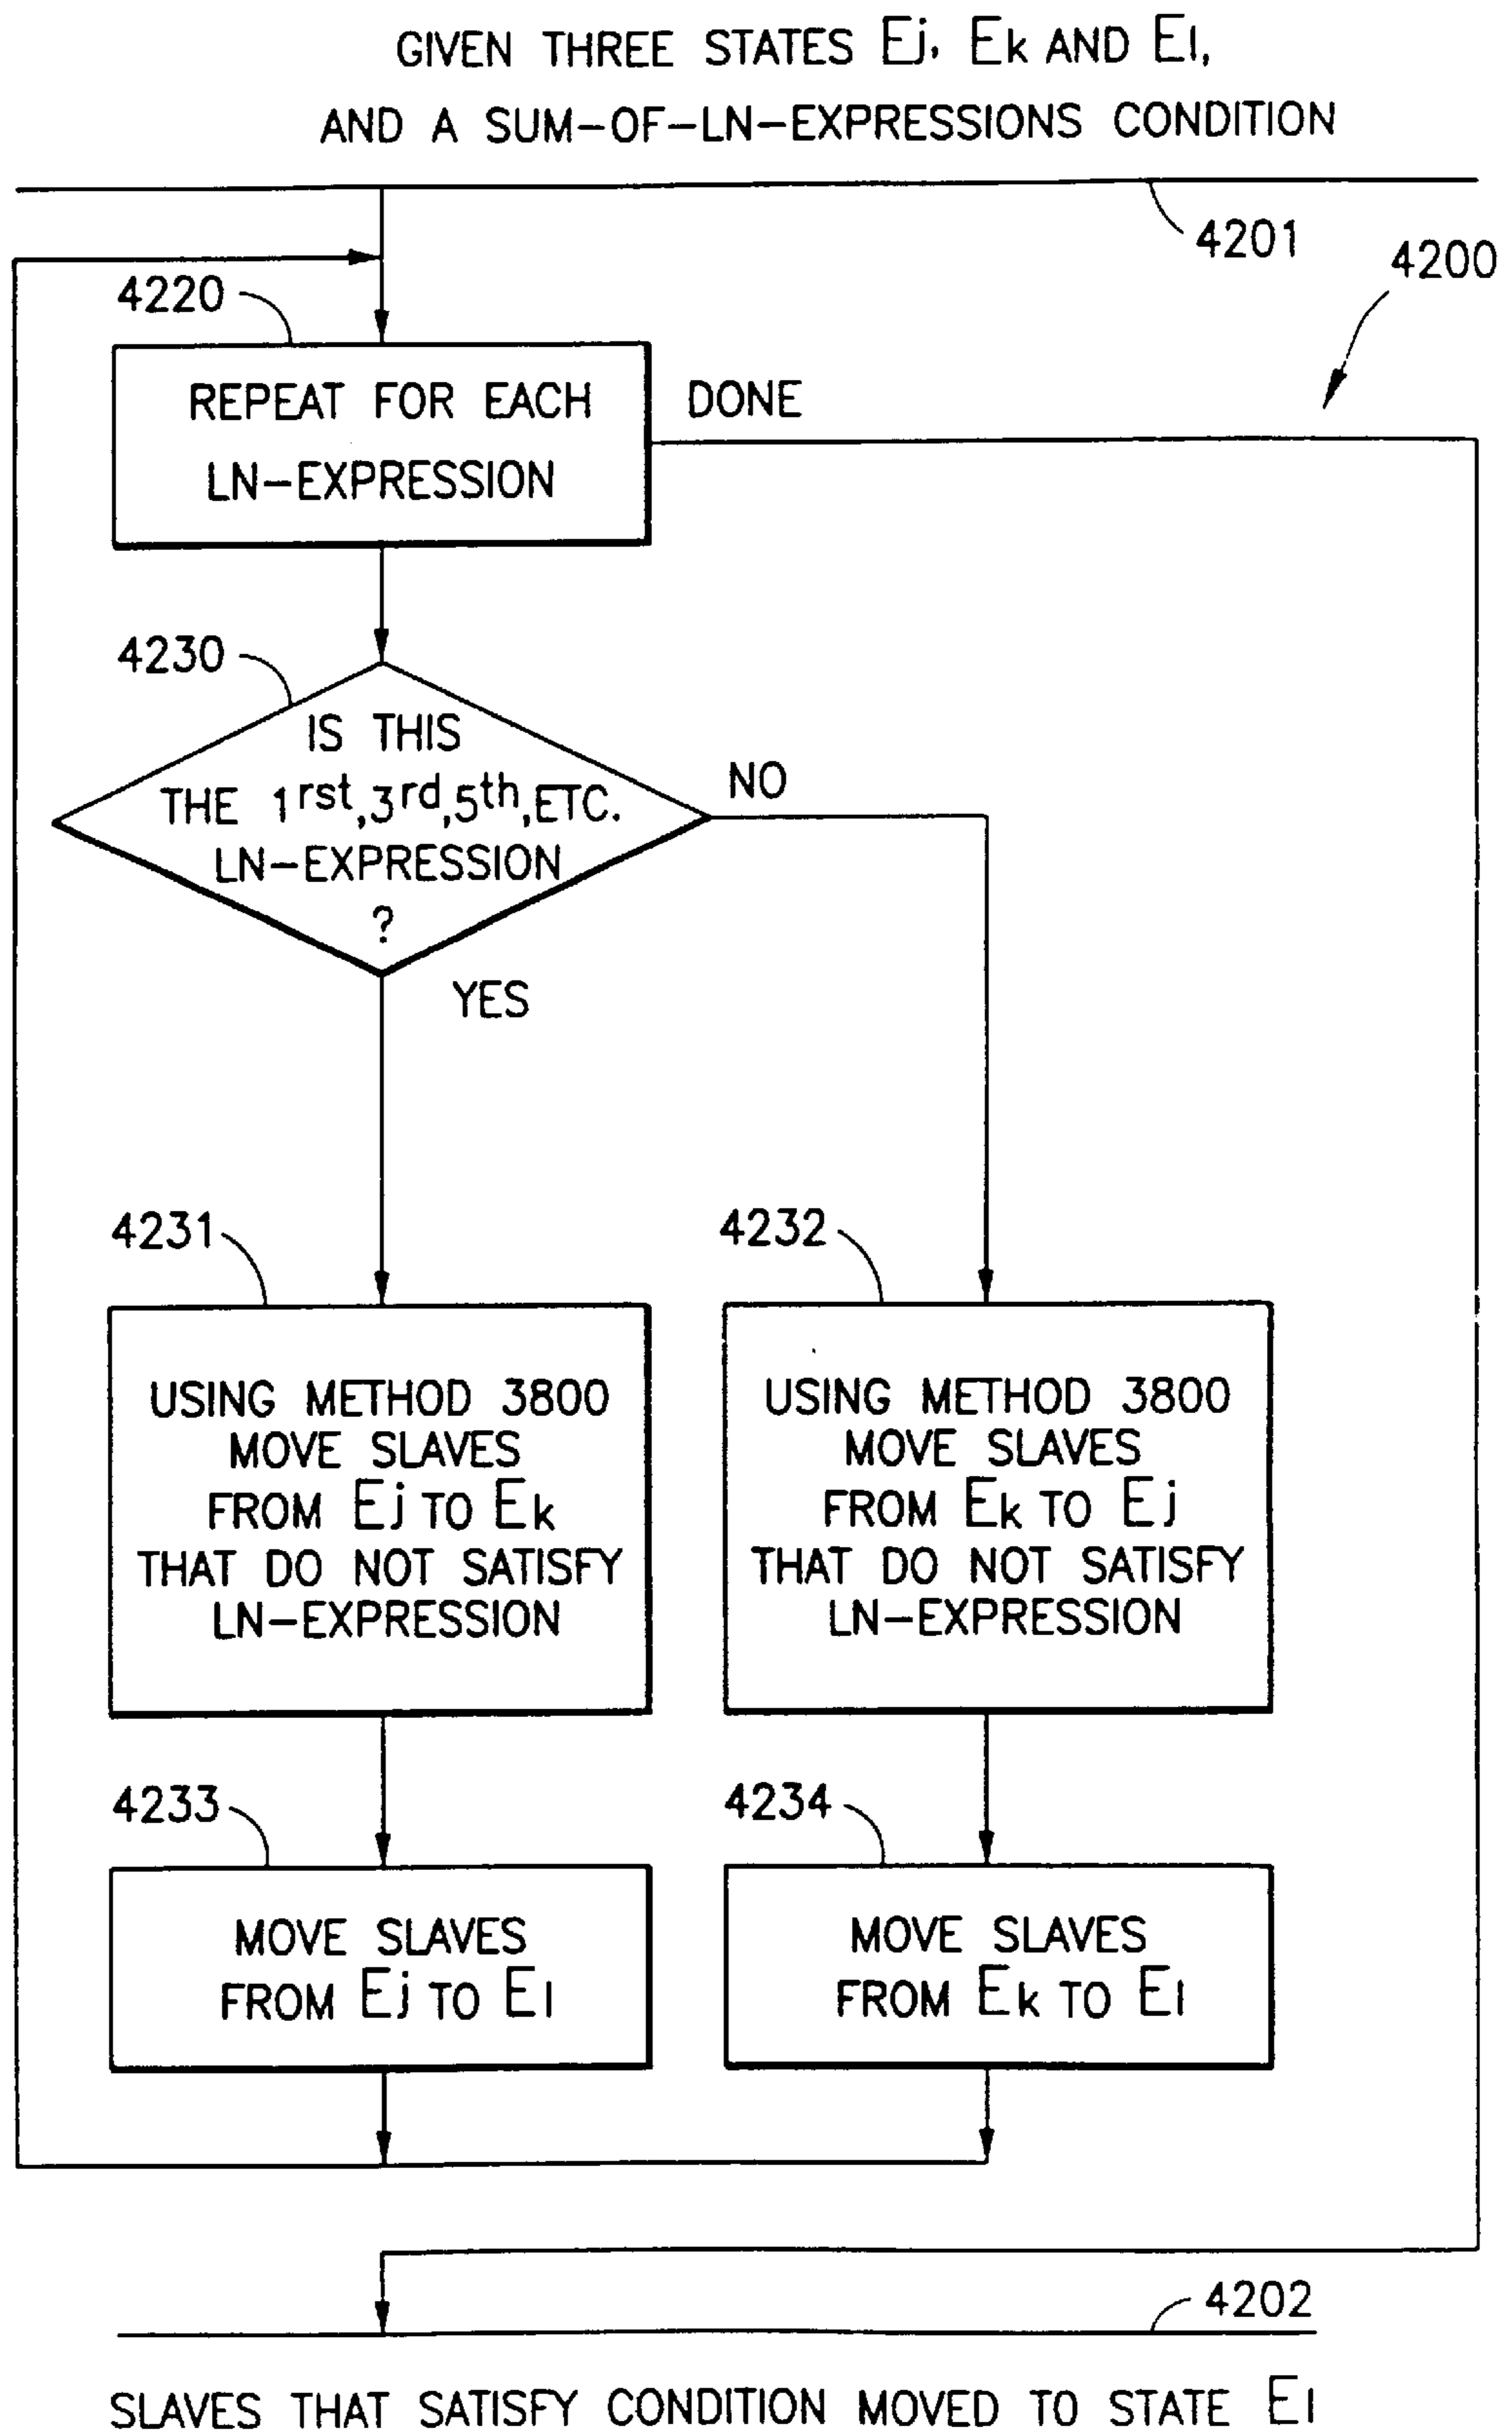 GIVEN THREE STATES Ej, Ek AND El,
AND A SUM-OF-LN-EXPRESSIONS CONDITION
4201
4200
4220
REPEAT FOR EACH
LN-EXPRESSION
DONE
4230
IS THIS
THE 1rst,3rd,5th,ETC.
LN-EXPRESSION
?
NO
YES
4231
USING METHOD 3800
MOVE SLAVES
FROM Ej TO Ek
THAT DO NOT SATISFY
LN-EXPRESSION
4232
USING METHOD 3800
MOVE SLAVES
FROM Ek TO Ej
THAT DO NOT SATISFY
LN-EXPRESSION
4233
MOVE SLAVES
FROM Ej TO El
4234
MOVE SLAVES
FROM Ek TO El
4202
SLAVES THAT SATISFY CONDITION MOVED TO STATE El